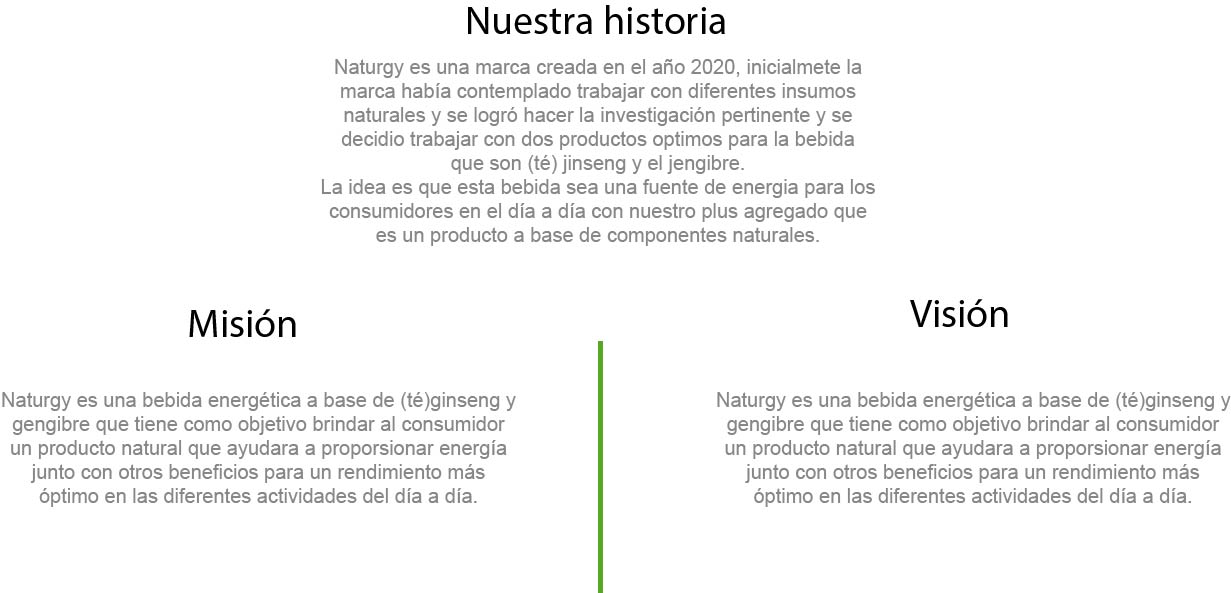 Nuestra historia
Naturgy es una marca creada en el año 2020, inicialmete la
marca había contemplado trabajar con diferentes insumos
naturales y se logró hacer la investigación pertinente y se
decidio trabajar con dos productos optimos para la bebida
que son (té) jinseng y el jengibre.
La idea es que esta bebida sea una fuente de energia para los
consumidores en el día a día con nuestro plus agregado que
es un producto a base de componentes naturales.
Misión
Naturgy es una bebida energética a base de (té)ginseng y
gengibre que tiene como objetivo brindar al consumidor
un producto natural que ayudara a proporsionar energía
junto con otros beneficios para un rendimiento más
óptimo en las diferentes actividades del día a día.
Visión
Naturgy es una bebida energética a base de (té)ginseng y
gengibre que tiene como objetivo brindar al consumidor
un producto natural que ayudara a proporsionar energía
junto con otros beneficios para un rendimiento más
óptimo en las diferentes actividades del día a día.